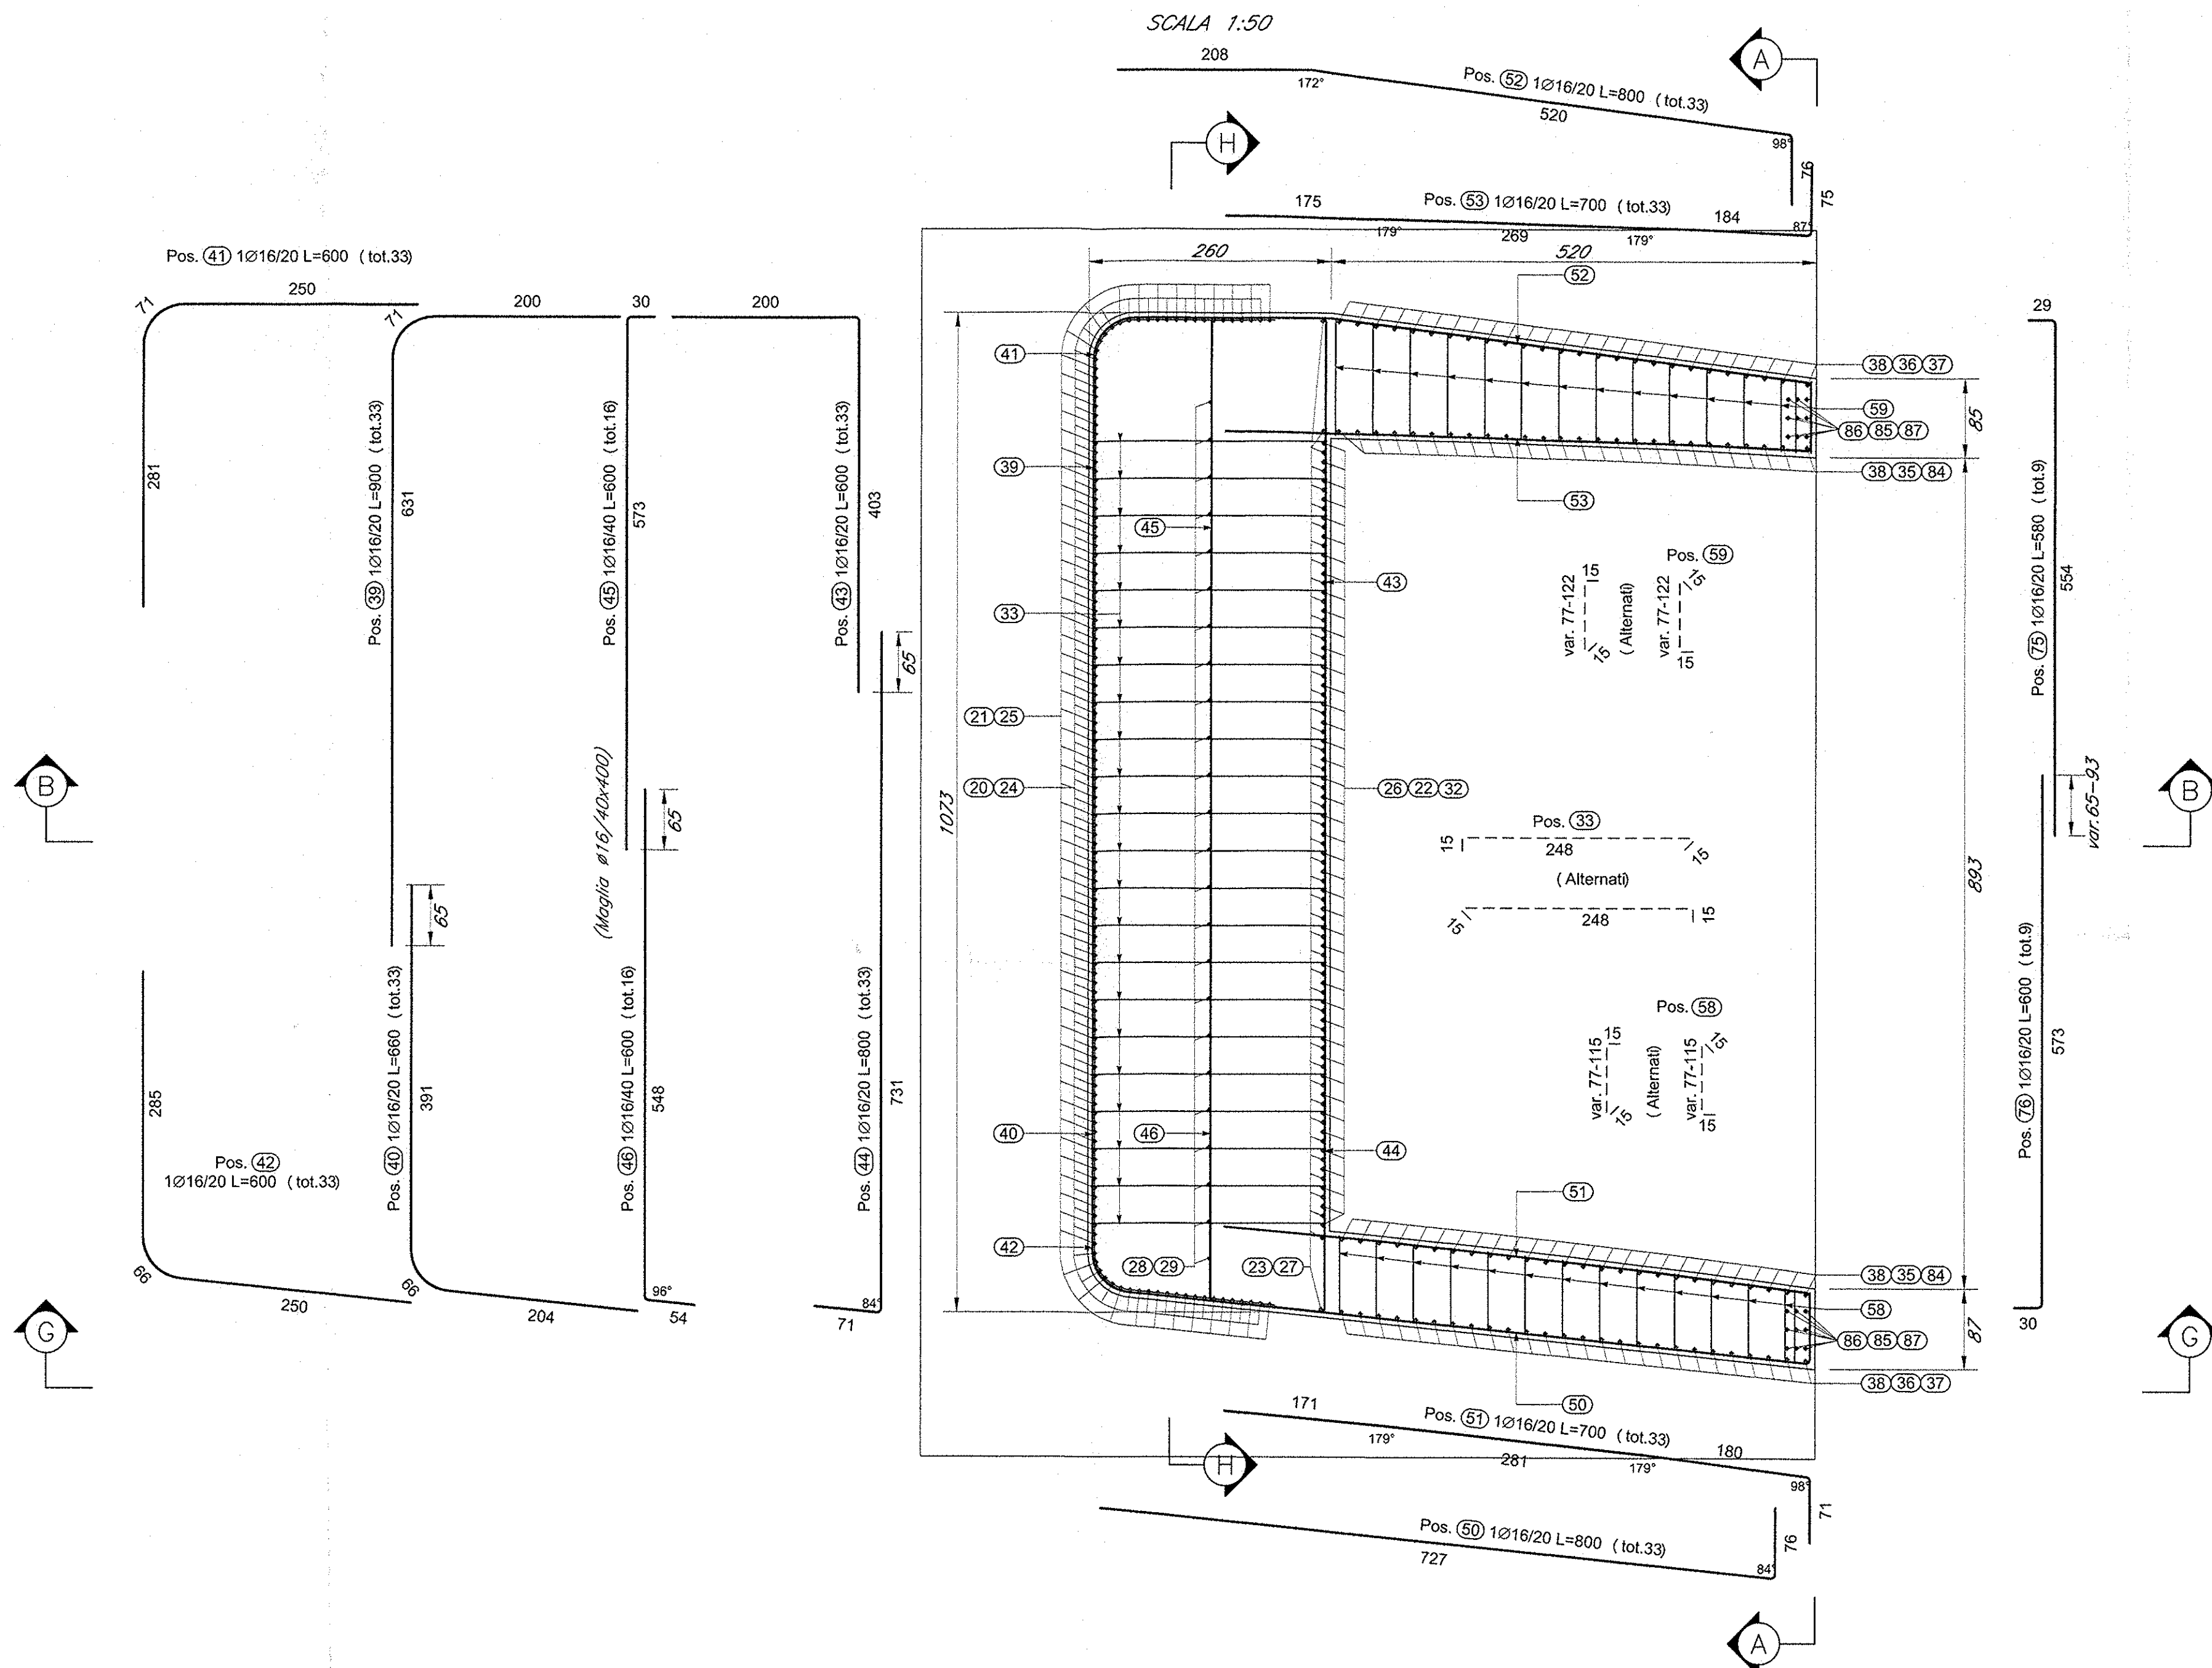 SCALA 1:50
208
172°
Pos. 52 1Ø16/20 L=800 (tot.33)
520
98°
76
A
H
175
Pos. 53 1Ø16/20 L=700 (tot.33)
184
179°
269
179°
87°
75
Pos. 41 1Ø16/20 L=600 (tot.33)
250
71
281
71
200
30
200
Pos. 39 1Ø16/20 L=900 (tot.33)
631
Pos. 45 1Ø16/40 L=600 (tot.16)
573
Pos. 43 1Ø16/20 L=600 (tot.33)
403
65
260
520
52
41
39
45
33
43
53
38 36 37
59
86 85 87
38 35 84
85
29
Pos. 75 1Ø16/20 L=580 (tot.9)
554
Pos. 59
15
var. 77-122
15
(Alternati)
15
var. 77-122
15
21 25
20 24
26 22 32
1073
893
B
B
(Maglia ø16/40x400)
65
65
var.65-93
Pos. 33
15
248
15
(Alternati)
15
248
15
Pos. 58
15
var. 77-115
15
(Alternati)
15
var. 77-115
15
285
Pos. 42
1Ø16/20 L=600 (tot.33)
66
250
Pos. 40 1Ø16/20 L=660 (tot.33)
391
66
204
Pos. 46 1Ø16/40 L=600 (tot.16)
548
96°
54
Pos. 44 1Ø16/20 L=800 (tot.33)
731
84°
71
40
46
44
51
42
28 29
23 27
38 35 84
58
86 85 87
38 36 37
87
50
Pos. 76 1Ø16/20 L=600 (tot.9)
573
30
G
G
171
Pos. 51 1Ø16/20 L=700 (tot.33)
179°
281
179°
180
98°
71
H
Pos. 50 1Ø16/20 L=800 (tot.33)
727
76
84°
A